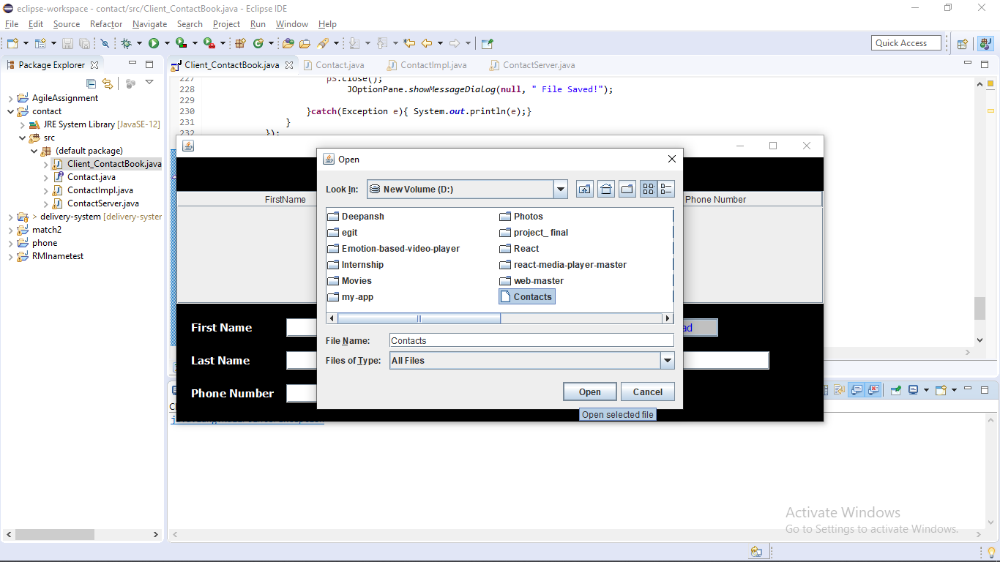 eclipse-workspace - contact/src/Client_ContactBook.java - Eclipse IDE
File Edit Source Refactor Navigate Search Project Run Window Help
Quick Access
Package Explorer
Client_ContactBook.java Contact.java ContactImpl.java ContactServer.java
AgileAssignment
contact
JRE System Library [JavaSE-12]
src
(default package)
Client_ContactBook.java
Contact.java
ContactImpl.java
ContactServer.java
> delivery-system [delivery-syster
match2
phone
RMInametest
227 ps.close();
228 JOptionPane.showMessageDialog(null, " File Saved!");
229
230 }catch(Exception e){ System.out.println(e);}
231 }
232 });
FirstName
Phone Number
First Name
Last Name
Phone Number
ad
Open
Look In: New Volume (D:)
Deepansh
egit
Emotion-based-video-player
Internship
Movies
my-app
Photos
project_ final
React
react-media-player-master
web-master
Contacts
File Name: Contacts
Files of Type: All Files
Open Cancel
Open selected file
Activate Windows
Go to Settings to activate Windows.